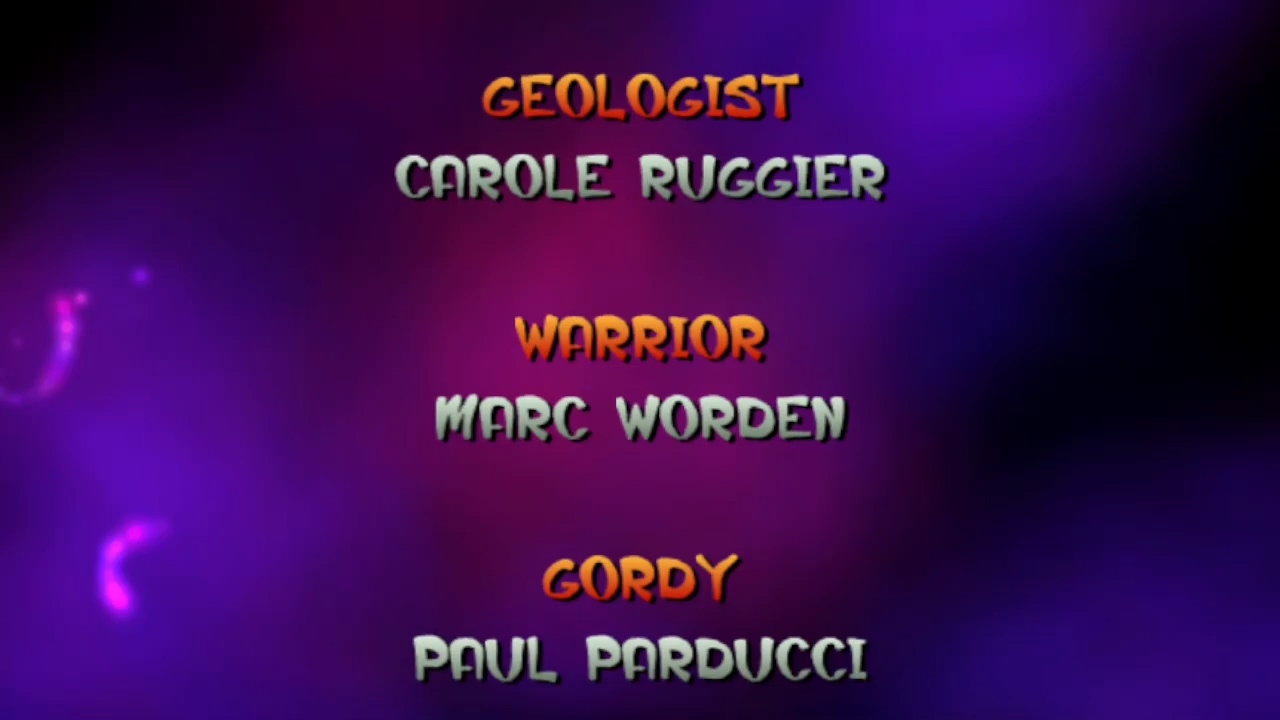 GEOLOGIST
CAROLE RUGGIER
WARRIOR
MARC WORDEN
GORDY
PAUL PARDUCCI